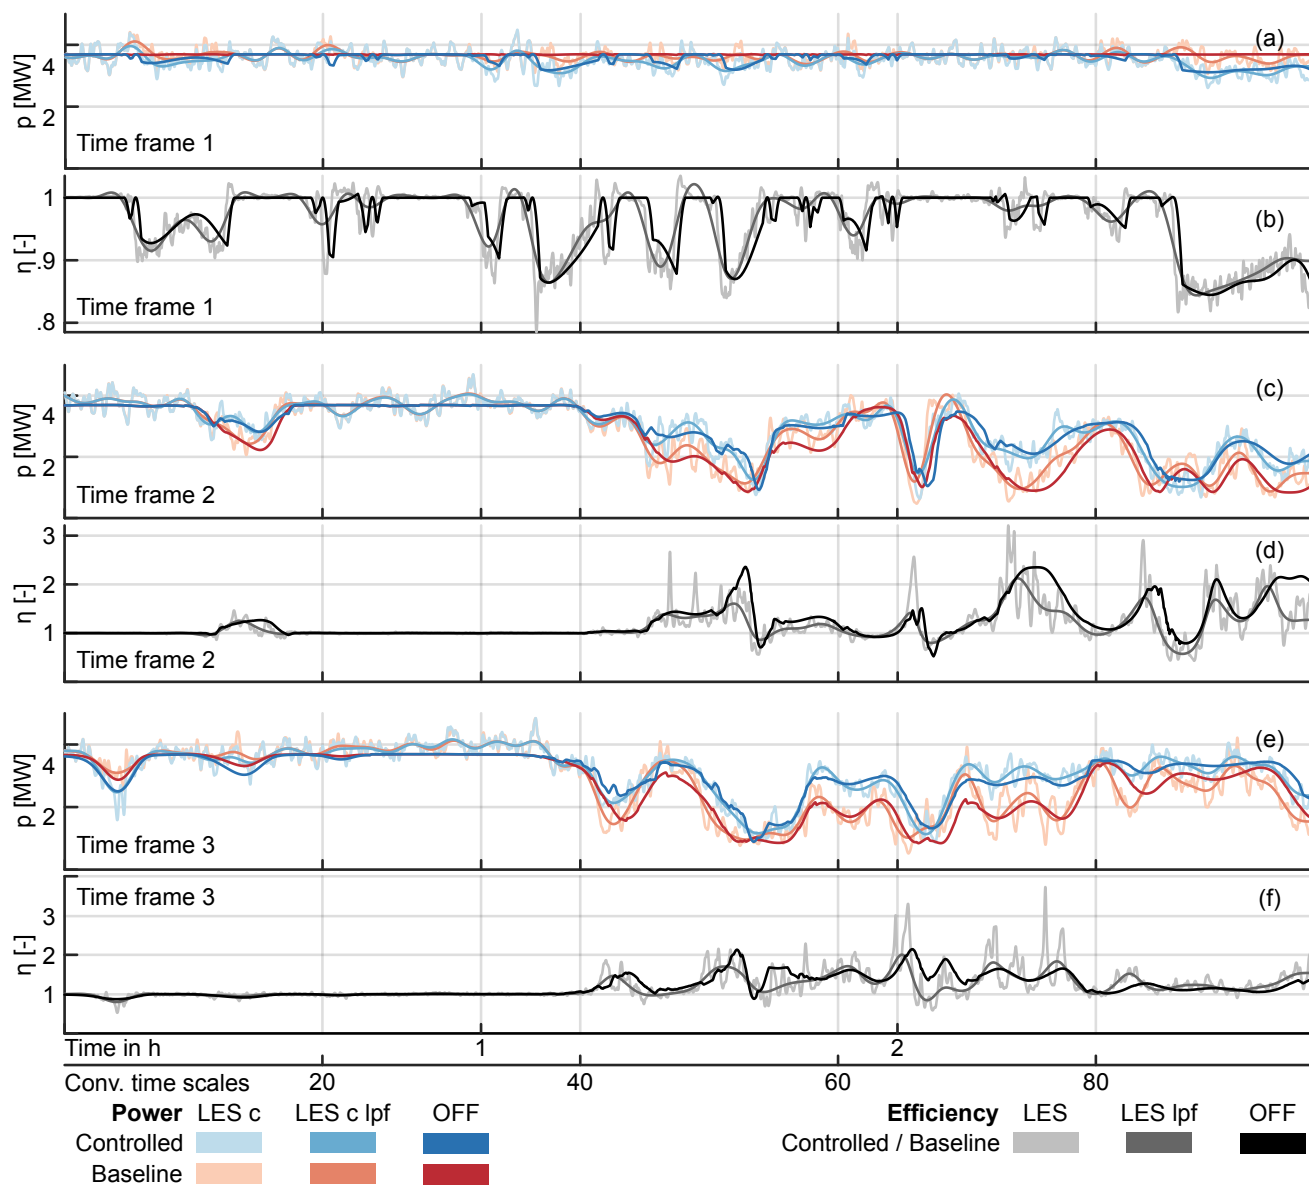 (a)
p [MW]
4
2
Time frame 1
(b)
η [-]
1
.9
.8
Time frame 1
(c)
p [MW]
4
2
Time frame 2
(d)
η [-]
3
2
1
Time frame 2
(e)
p [MW]
4
2
Time frame 3
Time frame 3
(f)
η [-]
3
2
1
Time in h 1 2
Conv. time scales 20 40 60 80
Power LES c LES c lpf OFF Efficiency LES LES lpf OFF
Controlled Controlled / Baseline
Baseline